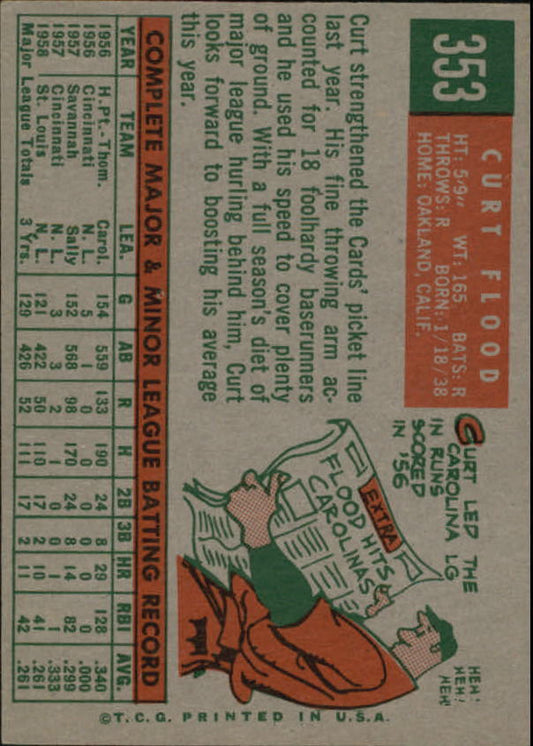 353
CURT FLOOD
HT: 5'9" WT: 165 BATS: R
THROWS: R BORN: 1/18/38
HOME: OAKLAND, CALIF.
Curt strengthened the Cards' picket line
last year. His fine throwing arm ac-
counted for 18 foolhardy baserunners
and he used his speed to cover plenty
of ground. With a full season's diet of
major league hurling behind him, Curt
looks forward to boosting his average
this year.
CURT LED THE
CAROLINA LG
IN RUNS
SCORED
IN '56
EXTRA
FLOOD HITS
CAROLINAS
HEH!
HEH!
HEH!
COMPLETE MAJOR & MINOR LEAGUE BATTING RECORD
YEAR TEAM LEA. G AB R H 2B 3B HR RBI AVG.
1956 H.Pt.-Thom. Carol. 154 559 133 190 24 8 29 128 .340
1956 Cincinnati N. L. 5 1 0 0 0 0 0 0 .000
1957 Savannah Sally 152 568 98 170 24 8 14 82 .299
1957 Cincinnati N. L. 3 3 2 1 0 0 1 1 .333
1958 St. Louis N. L. 121 422 50 110 17 2 10 41 .261
Major League Totals 3 Yrs. 129 426 52 111 17 2 11 42 .261
©T.C.G. PRINTED IN U.S.A.